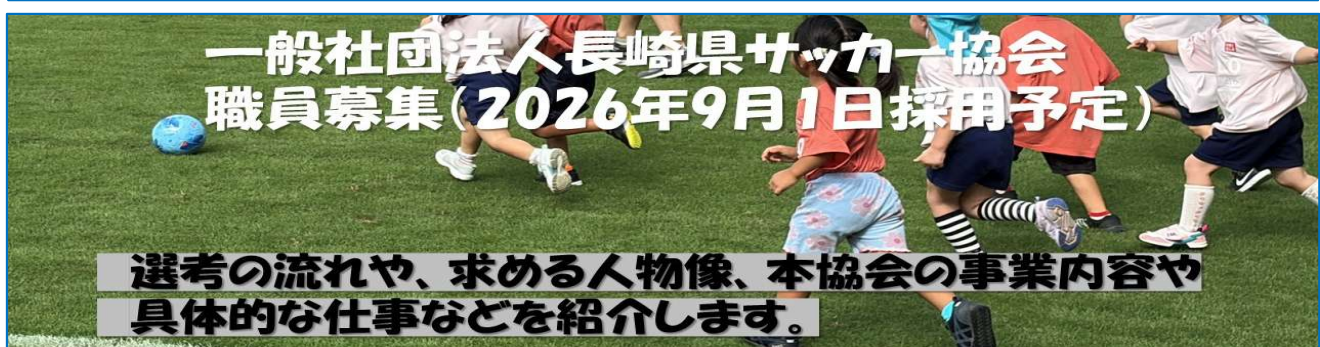 一般社団法人長崎県サッカー協会
職員募集(2026年9月1日採用予定)
選考の流れや、求める人物像、本協会の事業内容や
具体的な仕事などを紹介します。